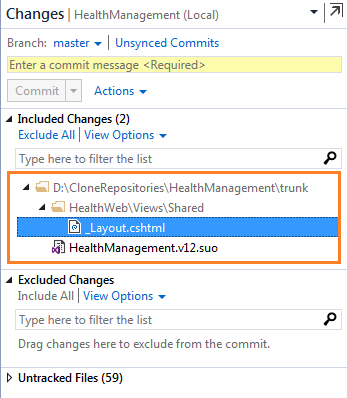 Changes | HealthManagement (Local)
Branch: master Unsynced Commits
Enter a commit message <Required>
Commit Actions
Included Changes (2)
Exclude All | View Options
Type here to filter the list
D:\CloneRepositories\HealthManagement\trunk
HealthWeb\Views\Shared
_Layout.cshtml
HealthManagement.v12.suo
Excluded Changes
Include All | View Options
Type here to filter the list
Drag changes here to exclude from the commit.
Untracked Files (59)